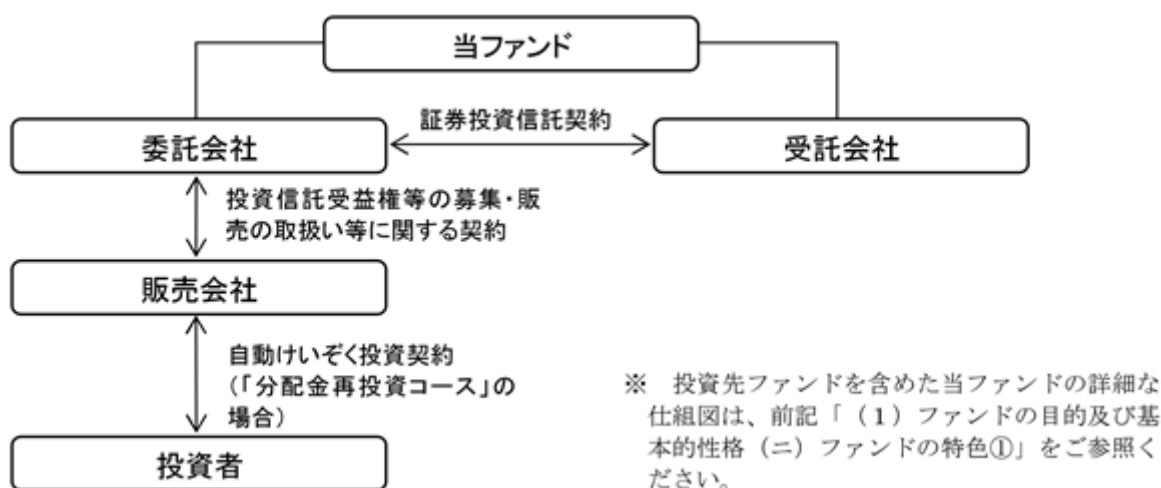 当ファンド
証券投資信託契約
委託会社
受託会社
投資信託受益権等の募集・販
売の取扱い等に関する契約
販売会社
自動けいぞく投資契約
(「分配金再投資コース」の
場合)
投資者
※ 投資先ファンドを含めた当ファンドの詳細な
仕組図は、前記「(1)ファンドの目的及び基
本的性格(ニ)ファンドの特色①」をご参照く
ださい。